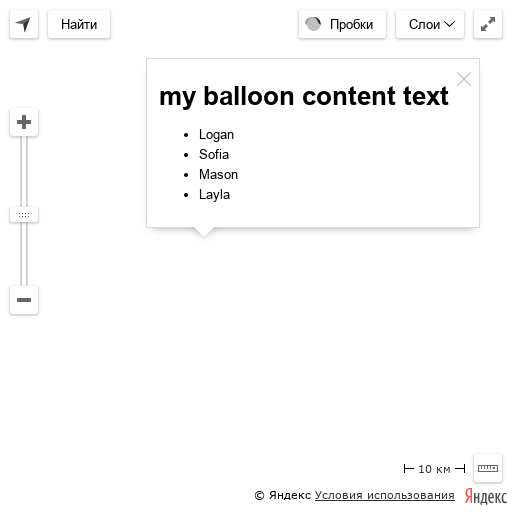 Найти
Пробки
Слои
my balloon content text
Logan
Sofia
Mason
Layla
10 км
© Яндекс Условия использования
Яндекс